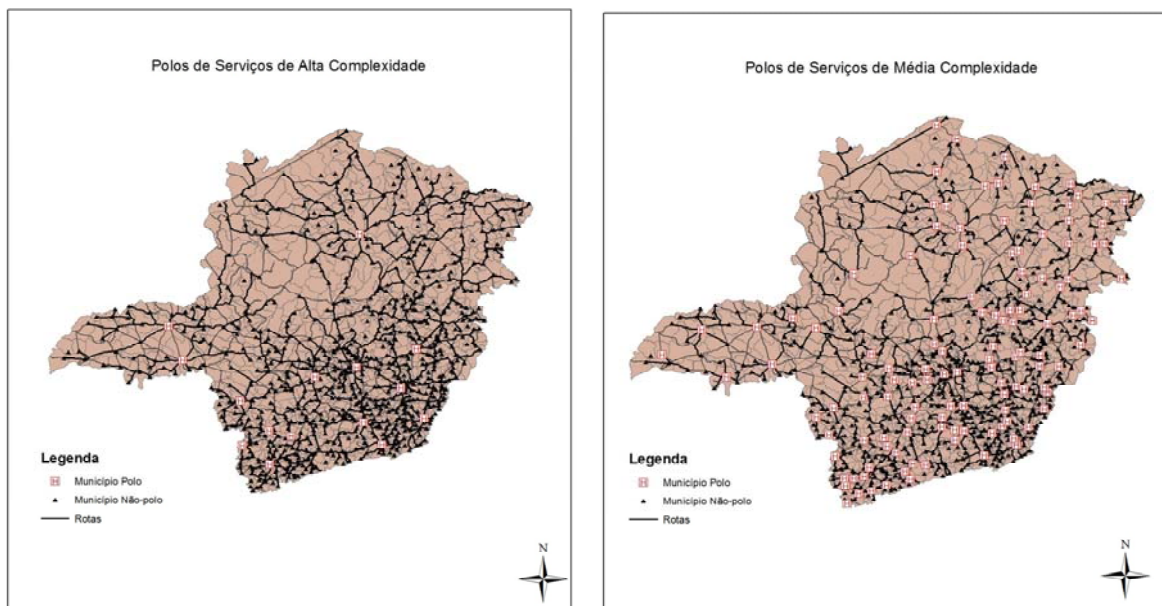 Polos de Serviços de Alta Complexidade
Legenda
Município Polo
Município Não-polo
Rotas
N
Polos de Serviços de Média Complexidade
Legenda
Município Polo
Município Não-polo
Rotas
N